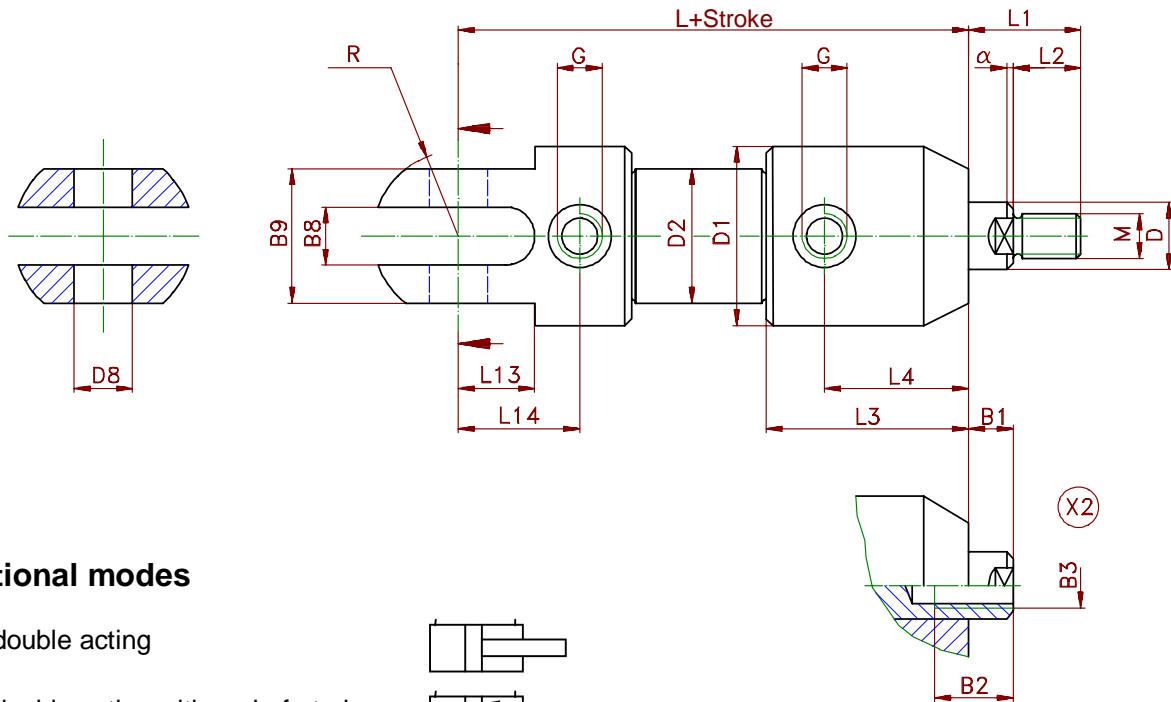 L+Stroke
L1
R
G
G
α
L2
B9
B8
D2
D1
M
D
D8
L13
L4
L14
L3
B1
X2
B3
B2
tional modes
double acting